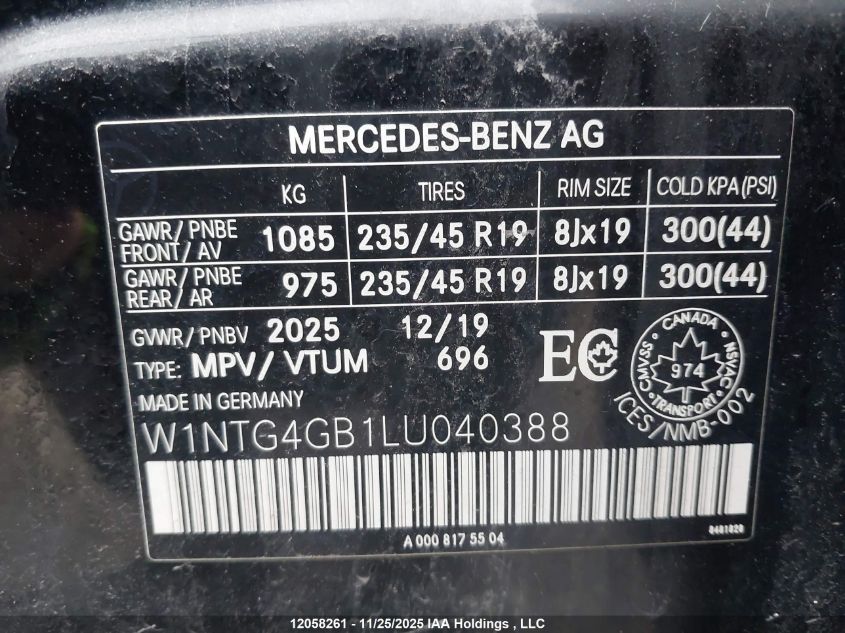 MERCEDES-BENZ AG
KG TIRES RIM SIZE COLD KPA (PSI)
GAWR/ PNBE FRONT/ AV 1085 235/45 R19 8Jx19 300(44)
GAWR/ PNBE REAR/ AR 975 235/45 R19 8Jx19 300(44)
GVWR/ PNBV 2025 12/19
TYPE: MPV/ VTUM 696
EC
CANADA
CMVSS NSVAC
974
TRANSPORT
ICES/NMB-002
MADE IN GERMANY
W1NTG4GB1LU040388
A 000 817 55 04
8481828
12058261 - 11/25/2025 IAA Holdings , LLC